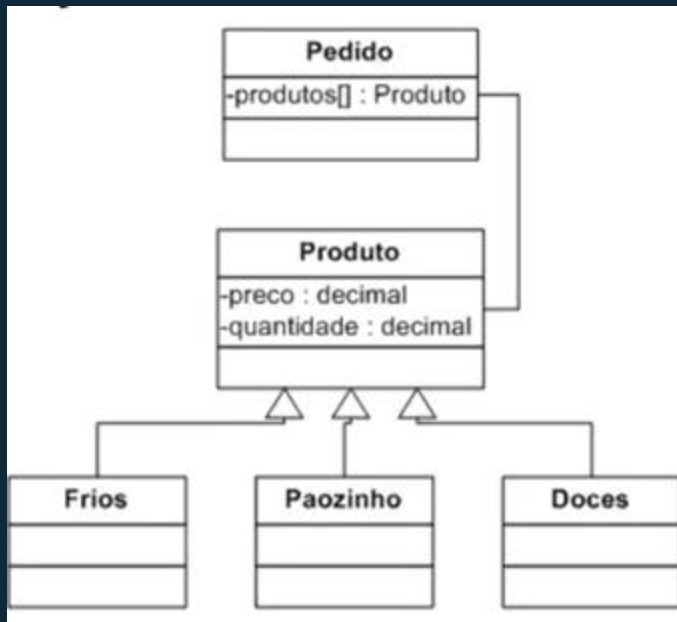 Pedido
-produtos[] : Produto
Produto
-preco : decimal
-quantidade : decimal
Frios
Paozinho
Doces